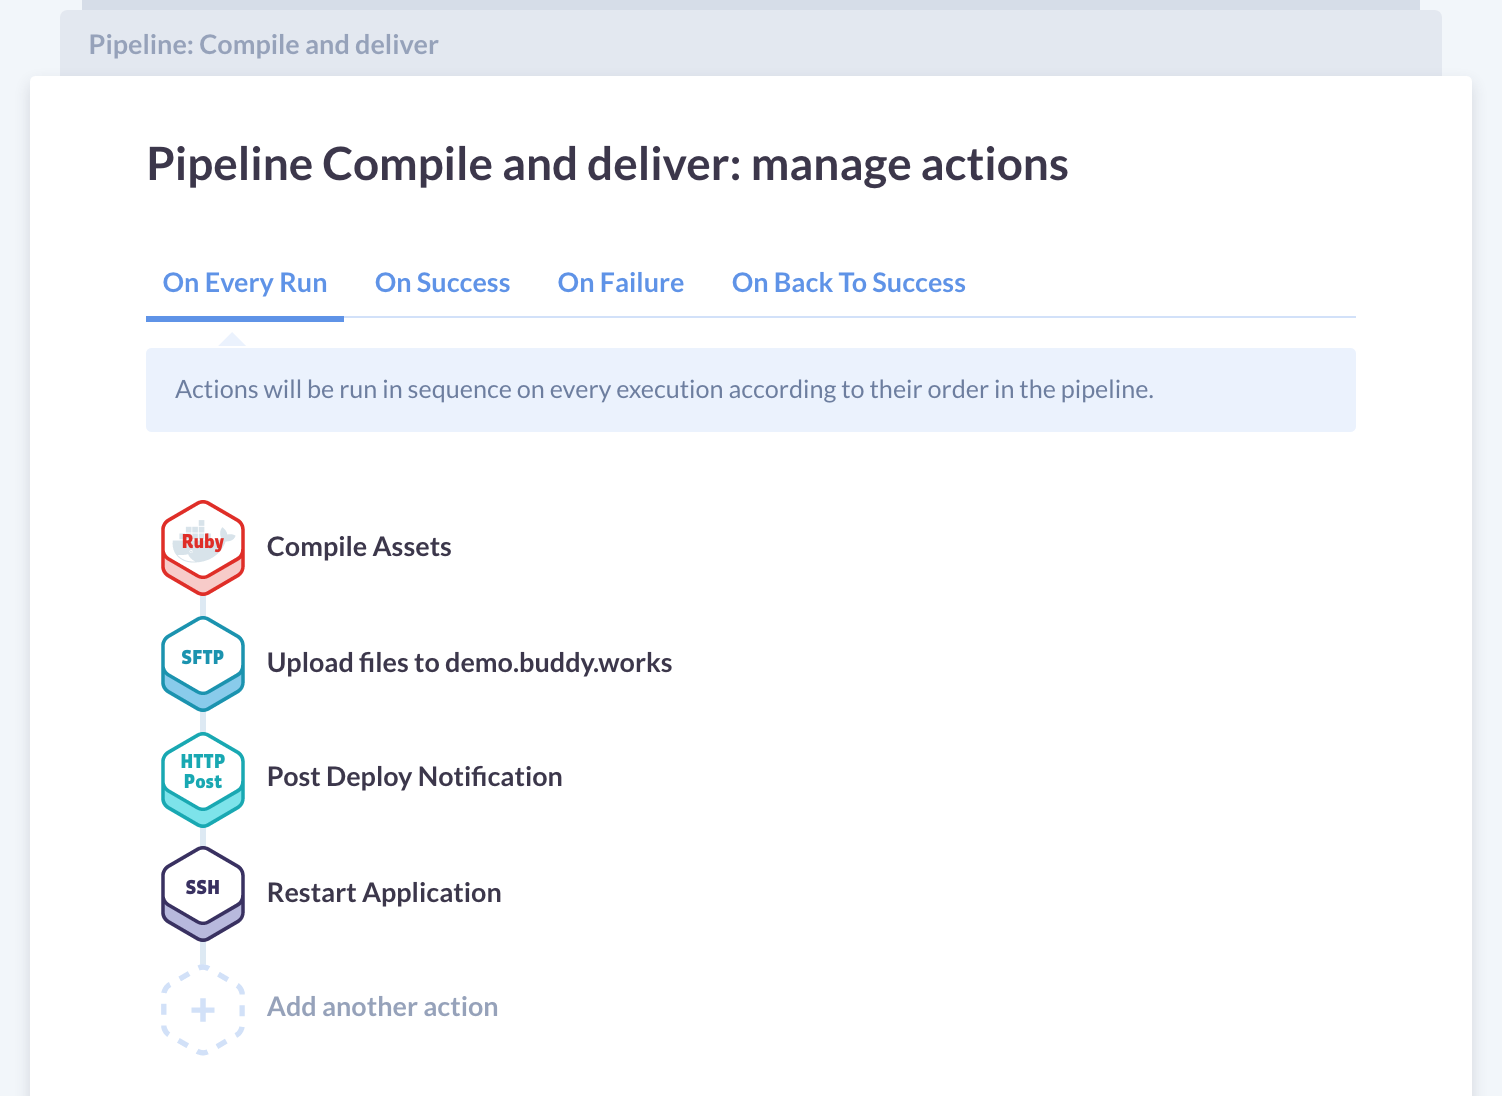 Pipeline: Compile and deliver
Pipeline Compile and deliver: manage actions
On Every Run On Success On Failure On Back To Success
Actions will be run in sequence on every execution according to their order in the pipeline.
Ruby Compile Assets
SFTP Upload files to demo.buddy.works
HTTP
Post
Post Deploy Notification
SSH Restart Application
+ Add another action